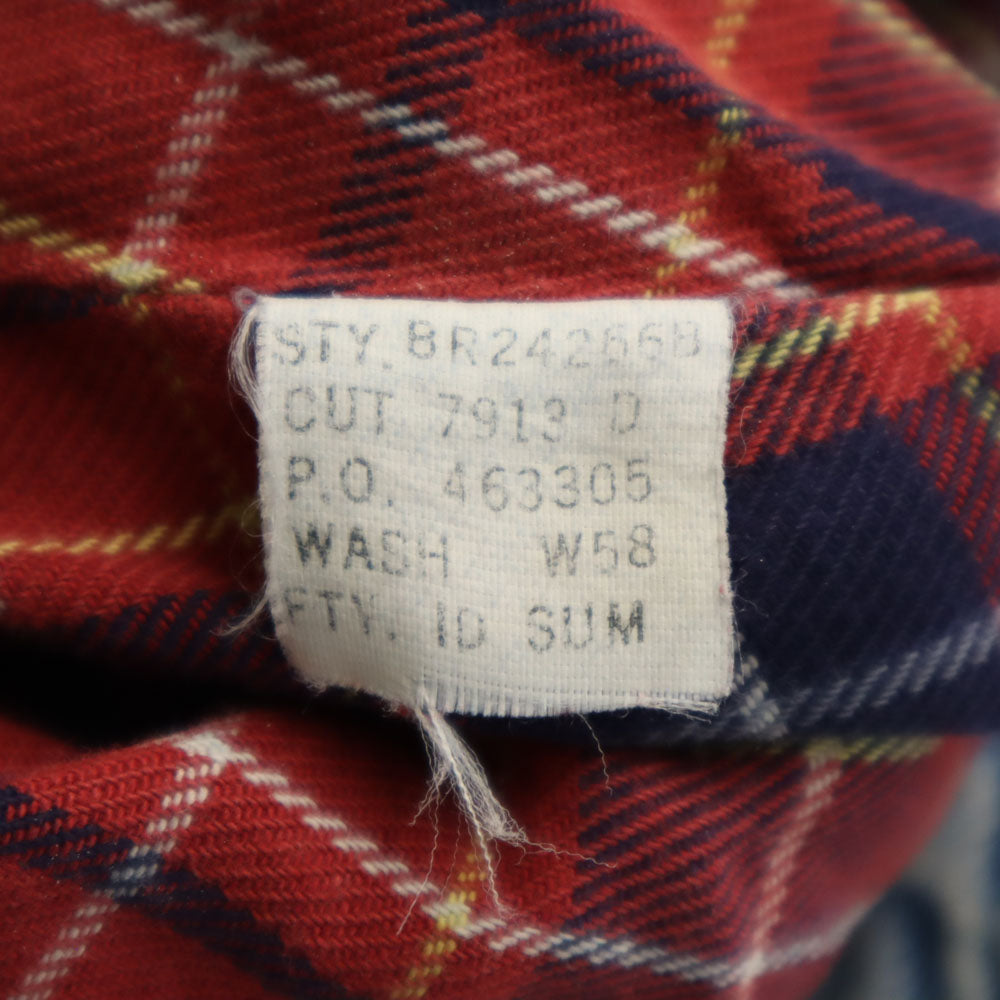 STY. BR24266B
CUT 7913 D
P.O. 463305
WASH W58
FTY. ID SUM